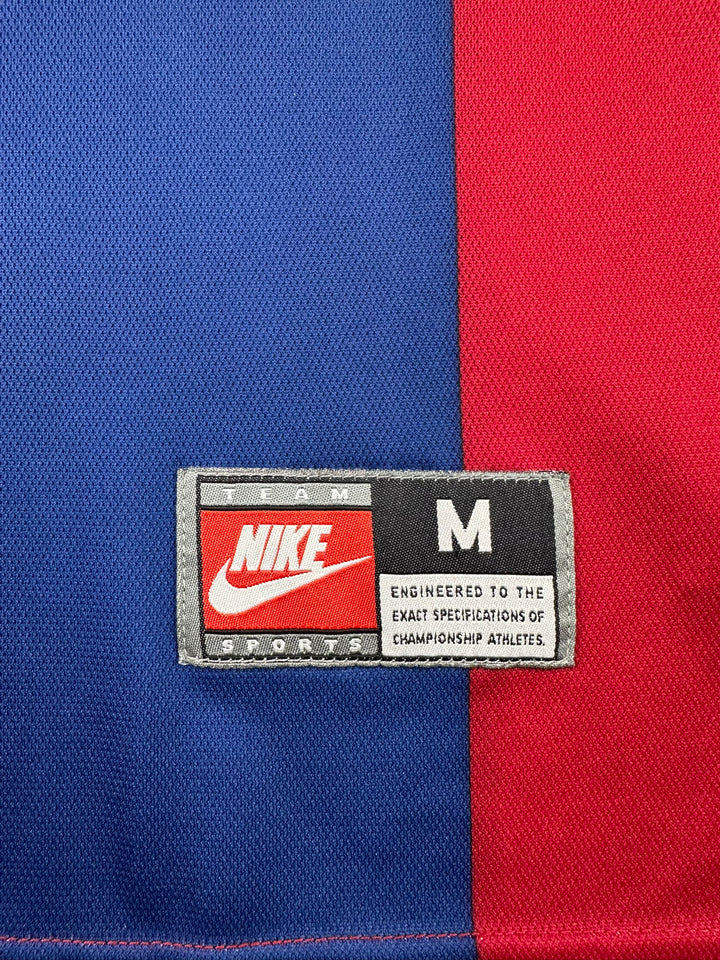 TEAM
NIKE
SPORTS
M
ENGINEERED TO THE
EXACT SPECIFICATIONS OF
CHAMPIONSHIP ATHLETES.